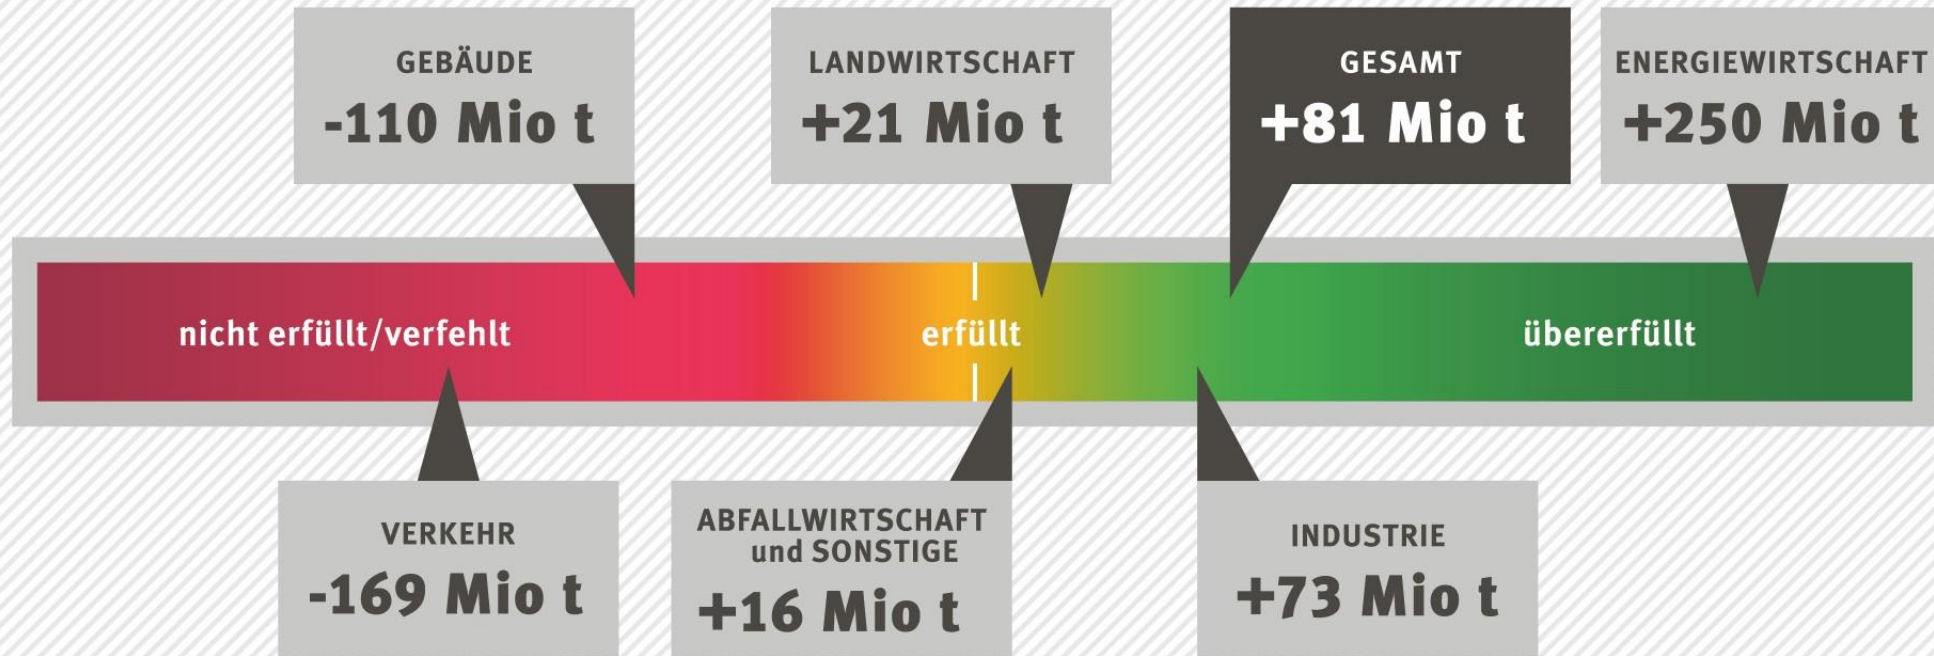 GEBÄUDE
-110 Mio t
LANDWIRTSCHAFT
+21 Mio t
GESAMT
+81 Mio t
ENERGIEWIRTSCHAFT
+250 Mio t
nicht erfüllt/verfehlt
erfüllt
übererfüllt
VERKEHR
-169 Mio t
ABFALLWIRTSCHAFT
und SONSTIGE
+16 Mio t
INDUSTRIE
+73 Mio t